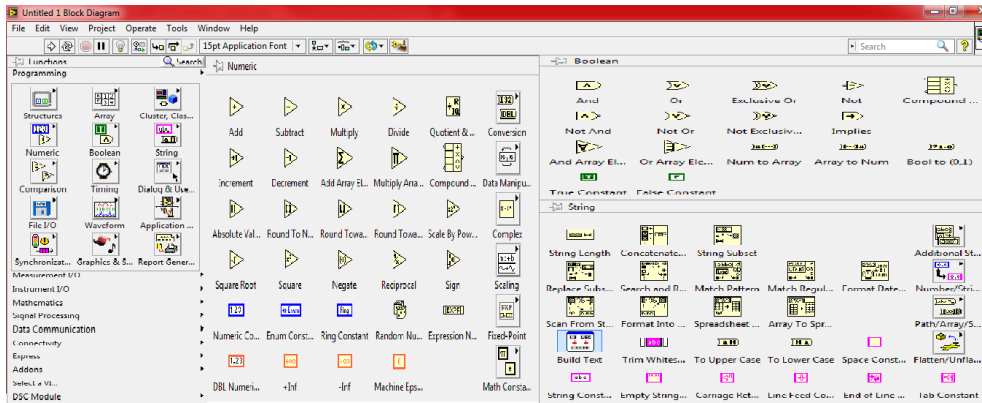 Untitled 1 Block Diagram
File Edit View Project Operate Tools Window Help
15pt Application Font
Search
Functions
Search
Programming
Structures Array Cluster, Clas...
Numeric Boolean String
Comparison Timing Dialog & Use...
File I/O Waveform Application ...
Synchronizat... Graphics & S... Report Gener...
Measurement I/O
Instrument I/O
Mathematics
Signal Processing
Data Communication
Connectivity
Express
Addons
Select a VI...
DSC Module
Numeric
Add Subtract Multiply Divide Quotient & ... Conversion
Increment Decrement Add Array El... Multiply Arra... Compound ... Data Manipu...
Absolute Val... Round To N... Round Towa... Round Towa... Scale By Pow... Complex
Square Root Square Negate Reciprocal Sign Scaling
Numeric Co... Enum Const... Ring Constant Random Nu... Expression N... Fixed-Point
DBL Numeri... +Inf -Inf Machine Eps... Math Consta...
Boolean
And Or Exclusive Or Not Compound ...
Not And Not Or Not Exclusiv... Implies
And Array El... Or Array Ele... Num to Array Array to Num Bool to (0,1)
True Constant False Constant
String
String Length Concatenate... String Subset Additional St...
Replace Subs... Search and R... Match Pattern Match Regul... Format Date... Number/Stri...
Scan From St... Format Into ... Spreadsheet ... Array To Spr... Path/Array/S...
Build Text Trim Whites... To Upper Case To Lower Case Space Const... Flatten/Unfla...
String Const... Empty String... Carriage Ret... Line Feed Co... End of Line ... Tab Constant